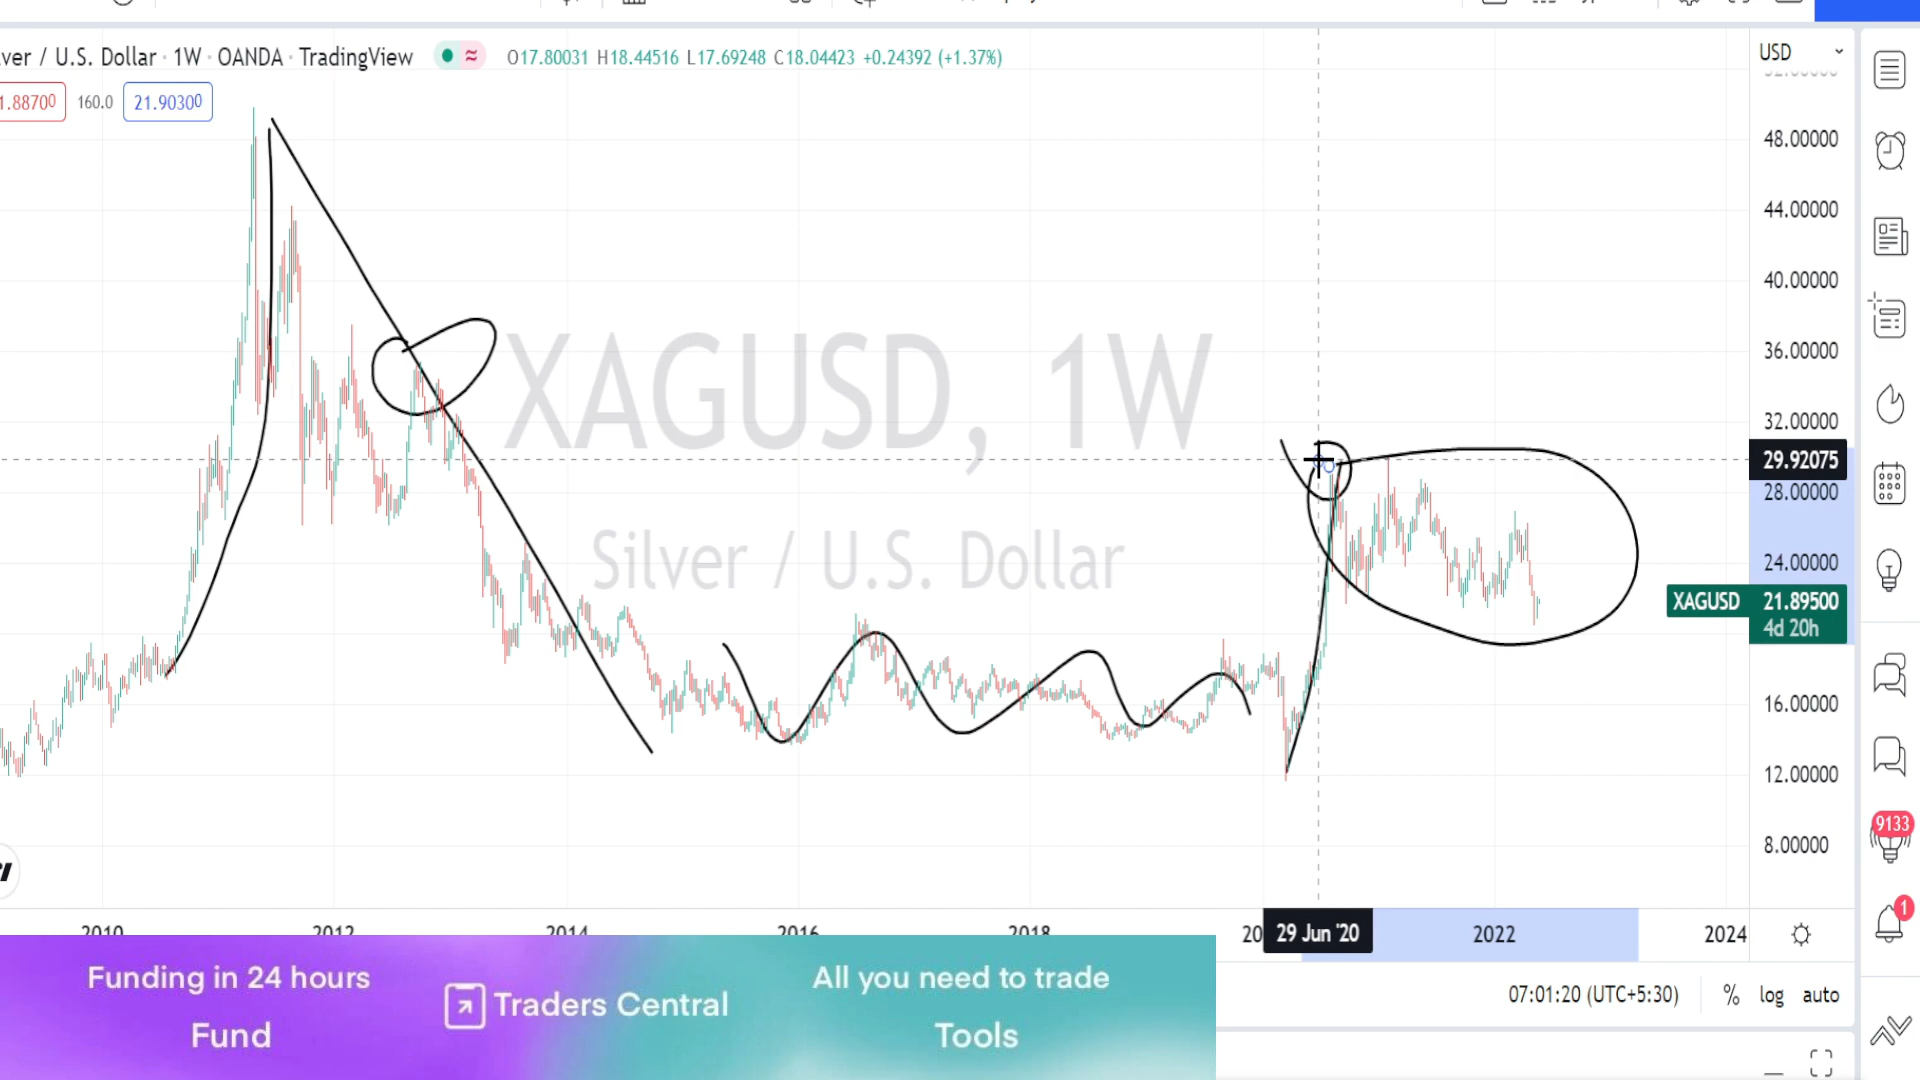 ver / U.S. Dollar · 1W · OANDA · TradingView O17.80031 H18.44516 L17.69248 C18.04423 +0.24392 (+1.37%)
USD
1.88700 160.0 21.90300
48.00000
44.00000
40.00000
36.00000
32.00000
29.92075
28.00000
24.00000
XAGUSD 21.89500
4d 20h
16.00000
12.00000
8.00000
XAGUSD, 1W
Silver / U.S. Dollar
9133
1
2010 2012 2014 2016 2018 20 29 Jun '20 2022 2024
07:01:20 (UTC+5:30) % log auto
Funding in 24 hours
Fund
Traders Central
All you need to trade
Tools